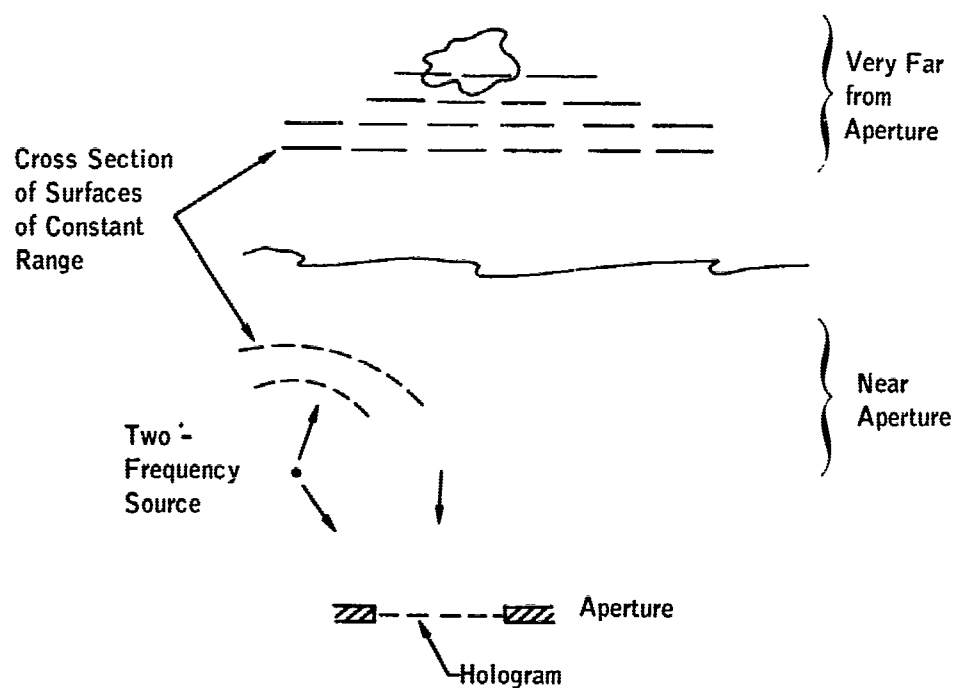 Very Far
from
Aperture
Cross Section
of Surfaces
of Constant
Range
Near
Aperture
Two -
Frequency
Source
Aperture
Hologram